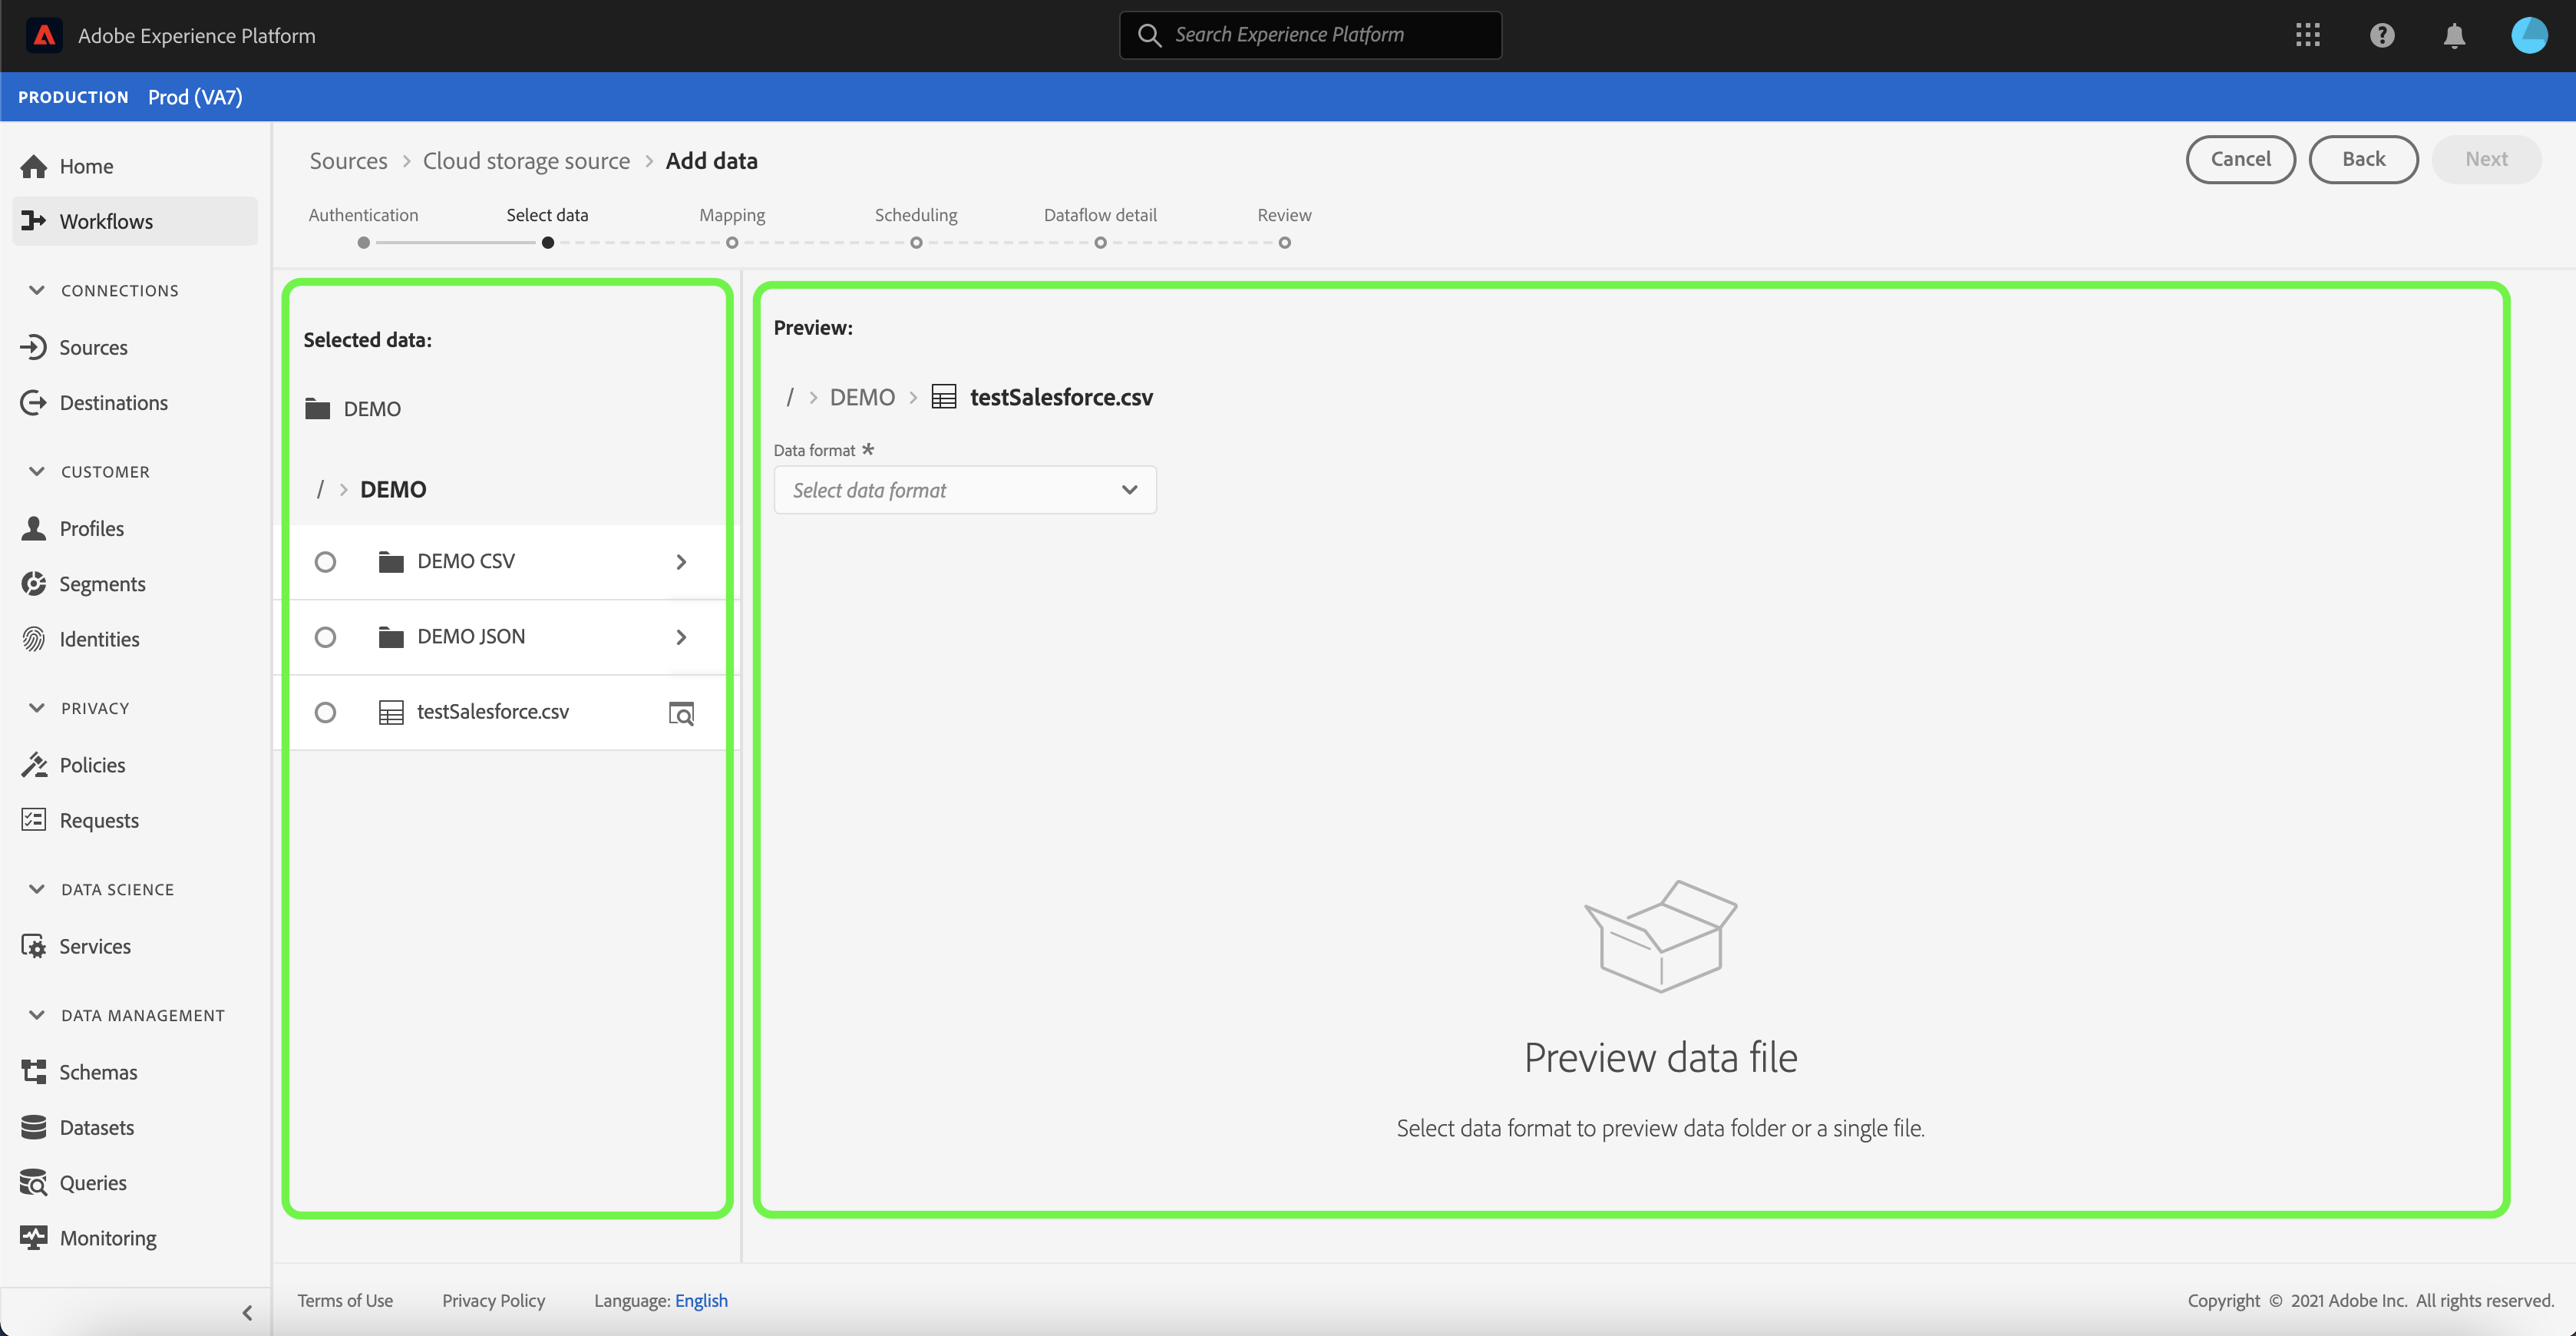 Adobe Experience Platform
Search Experience Platform
PRODUCTION Prod (VA7)
Home
Workflows
CONNECTIONS
Sources
Destinations
CUSTOMER
Profiles
Segments
Identities
PRIVACY
Policies
Requests
DATA SCIENCE
Services
DATA MANAGEMENT
Schemas
Datasets
Queries
Monitoring
Sources > Cloud storage source > Add data
Cancel
Back
Next
Authentication
Select data
Mapping
Scheduling
Dataflow detail
Review
Selected data:
DEMO
/ > DEMO
DEMO CSV
DEMO JSON
testSalesforce.csv
Preview:
/ > DEMO > testSalesforce.csv
Data format *
Select data format
Preview data file
Select data format to preview data folder or a single file.
Terms of Use
Privacy Policy
Language: English
Copyright © 2021 Adobe Inc. All rights reserved.